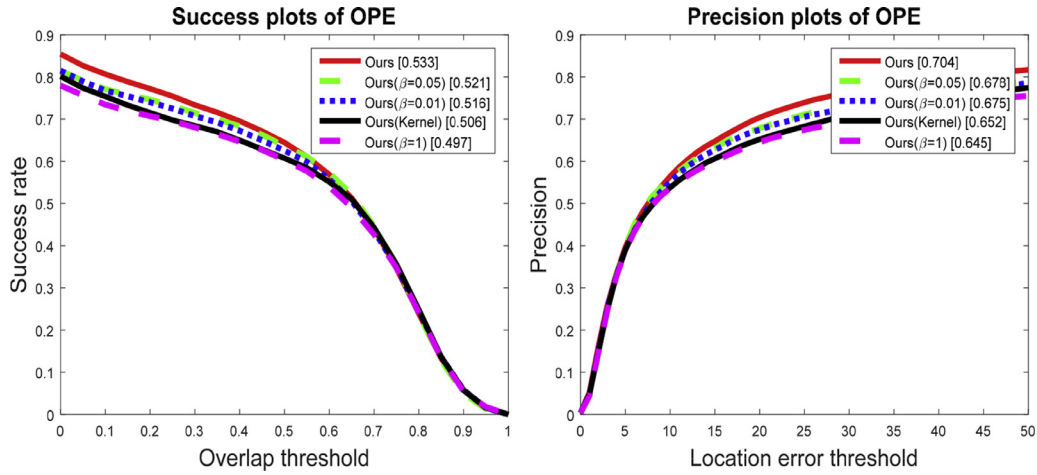 Success plots of OPE
0.9
0.8
0.7
0.6
0.5
0.4
0.3
0.2
0.1
0
Success rate
Ours [0.533]
Ours(β=0.05) [0.521]
Ours(β=0.01) [0.516]
Ours(Kernel) [0.506]
Ours(β=1) [0.497]
0 0.1 0.2 0.3 0.4 0.5 0.6 0.7 0.8 0.9 1
Overlap threshold
Precision plots of OPE
0.9
0.8
0.7
0.6
0.5
0.4
0.3
0.2
0.1
0
Precision
Ours [0.704]
Ours(β=0.05) [0.678]
Ours(β=0.01) [0.675]
Ours(Kernel) [0.652]
Ours(β=1) [0.645]
0 5 10 15 20 25 30 35 40 45 50
Location error threshold